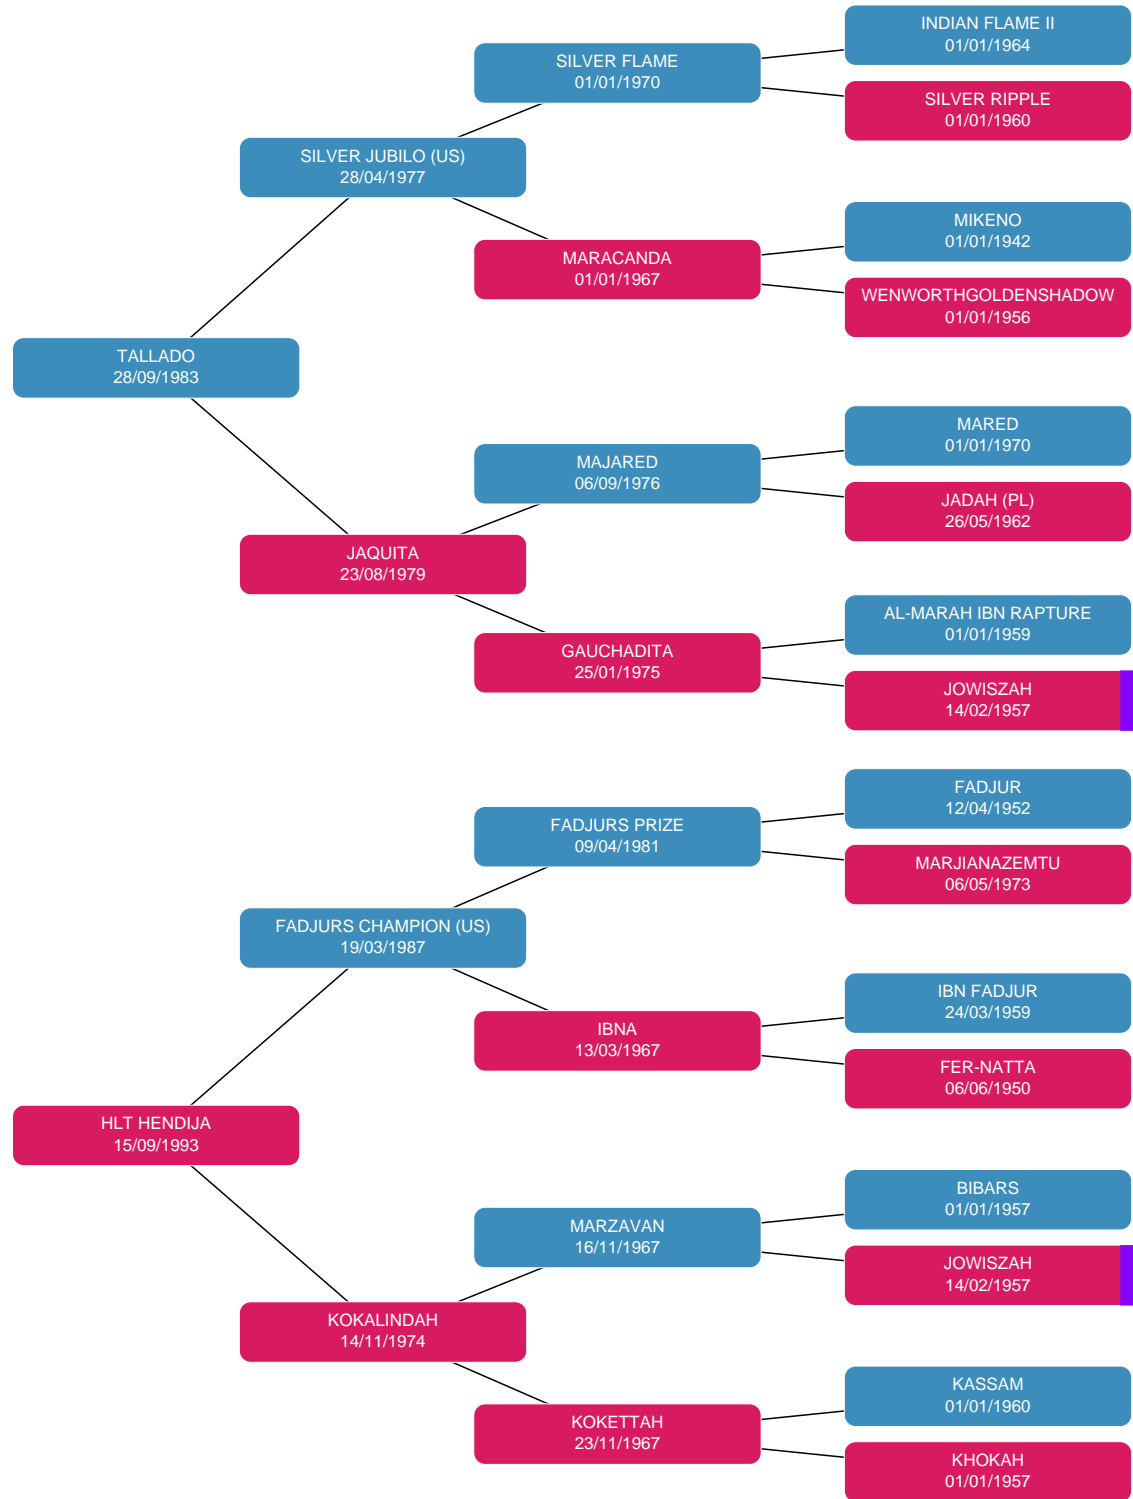 INDIAN FLAME II
01/01/1964
SILVER FLAME
01/01/1970
SILVER RIPPLE
01/01/1960
SILVER JUBILO (US)
28/04/1977
MIKENO
01/01/1942
MARACANDA
01/01/1967
WENWORTHGOLDENSHADOW
01/01/1956
TALLADO
28/09/1983
MARED
01/01/1970
MAJARED
06/09/1976
JADAH (PL)
26/05/1962
JAQUITA
23/08/1979
AL-MARAH IBN RAPTURE
01/01/1959
GAUCHADITA
25/01/1975
JOWISZAH
14/02/1957
FADJUR
12/04/1952
FADJURS PRIZE
09/04/1981
MARJIANAZEMTU
06/05/1973
FADJURS CHAMPION (US)
19/03/1987
IBN FADJUR
24/03/1959
IBNA
13/03/1967
FER-NATTA
06/06/1950
HLT HENDIJA
15/09/1993
BIBARS
01/01/1957
MARZAVAN
16/11/1967
JOWISZAH
14/02/1957
KOKALINDAH
14/11/1974
KASSAM
01/01/1960
KOKETTAH
23/11/1967
KHOKAH
01/01/1957